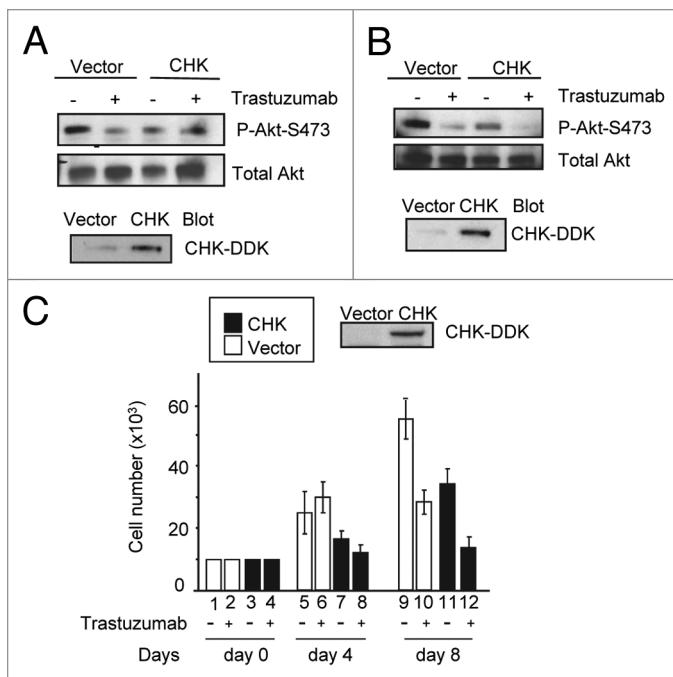 A
Vector CHK
- + - + Trastuzumab
P-Akt-S473
Total Akt
Vector CHK Blot
CHK-DDK
B
Vector CHK
- + - + Trastuzumab
P-Akt-S473
Total Akt
Vector CHK Blot
CHK-DDK
C
CHK
Vector
Vector CHK
CHK-DDK
Cell number (x10³)
60
40
20
0
1 2 3 4 5 6 7 8 9 10 11 12
Trastuzumab - + - + - + - + - + - +
Days day 0 day 4 day 8